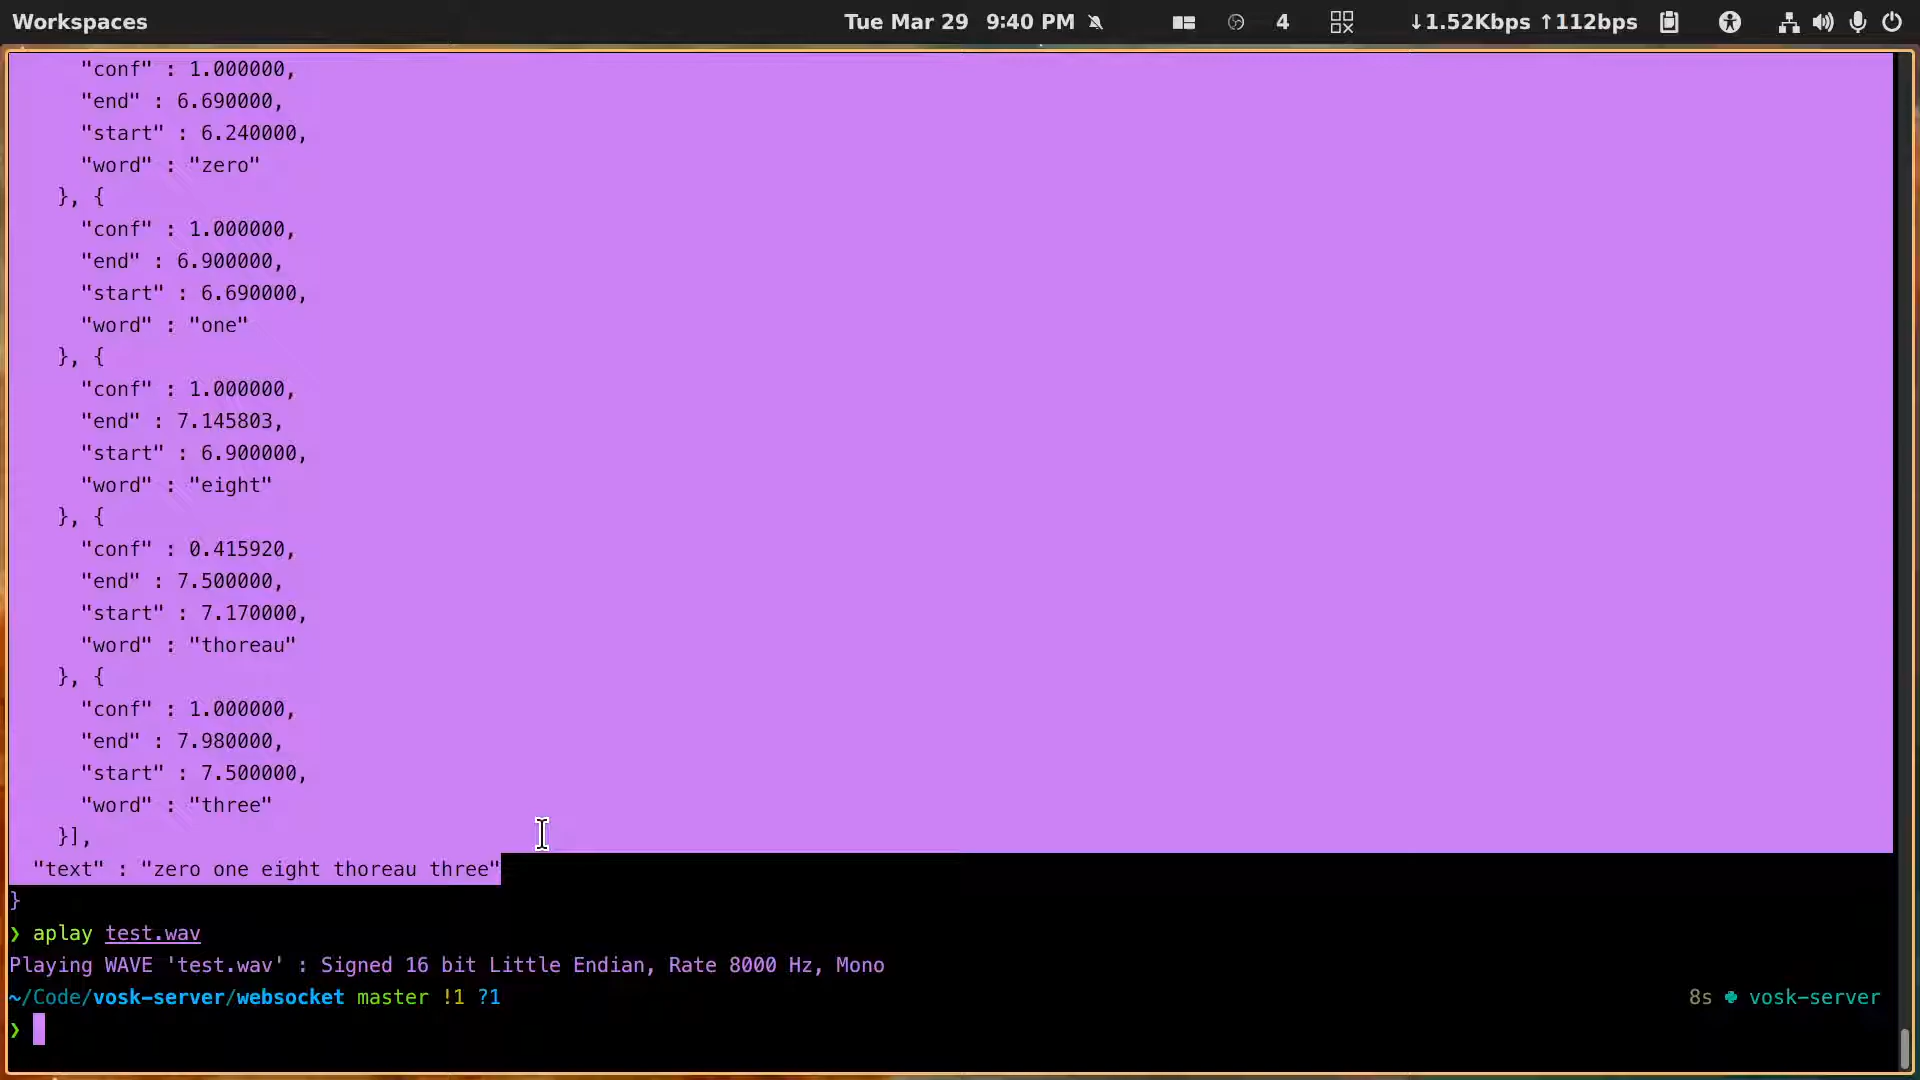 Workspaces
Tue Mar 29 9:40 PM
4
↓1.52Kbps ↑112bps
"conf" : 1.000000,
"end" : 6.690000,
"start" : 6.240000,
"word" : "zero"
}, {
"conf" : 1.000000,
"end" : 6.900000,
"start" : 6.690000,
"word" : "one"
}, {
"conf" : 1.000000,
"end" : 7.145803,
"start" : 6.900000,
"word" : "eight"
}, {
"conf" : 0.415920,
"end" : 7.500000,
"start" : 7.170000,
"word" : "thoreau"
}, {
"conf" : 1.000000,
"end" : 7.980000,
"start" : 7.500000,
"word" : "three"
}],
"text" : "zero one eight thoreau three"
}
❯ aplay test.wav
Playing WAVE 'test.wav' : Signed 16 bit Little Endian, Rate 8000 Hz, Mono
~/Code/vosk-server/websocket master !1 ?1
8s vosk-server
❯